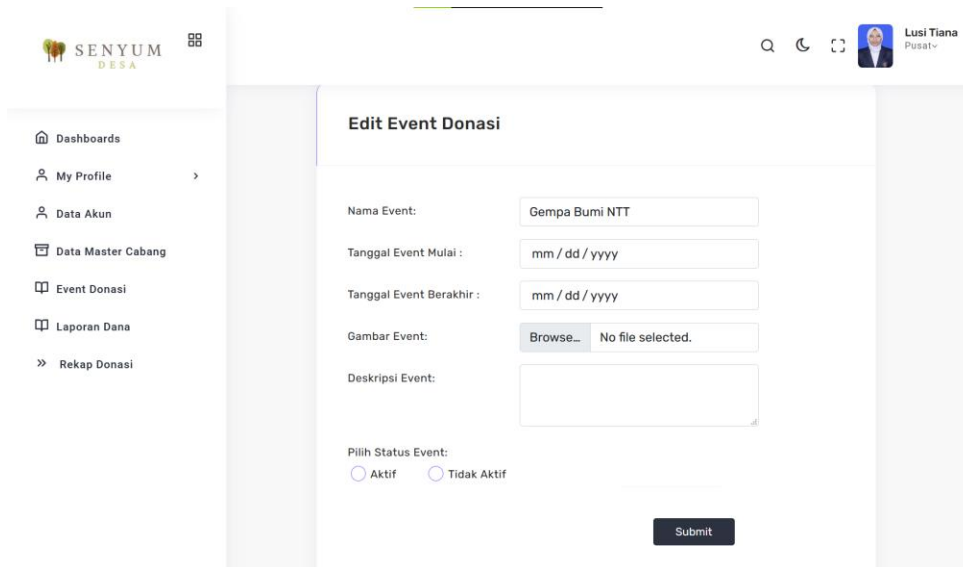 SENYUM
DESA
Lusi Tiana
Pusat
Dashboards
My Profile
Data Akun
Data Master Cabang
Event Donasi
Laporan Dana
Rekap Donasi
Edit Event Donasi
Nama Event: Gempa Bumi NTT
Tanggal Event Mulai : mm / dd / yyyy
Tanggal Event Berakhir : mm / dd / yyyy
Gambar Event: Browse... No file selected.
Deskripsi Event:
Pilih Status Event:
Aktif Tidak Aktif
Submit